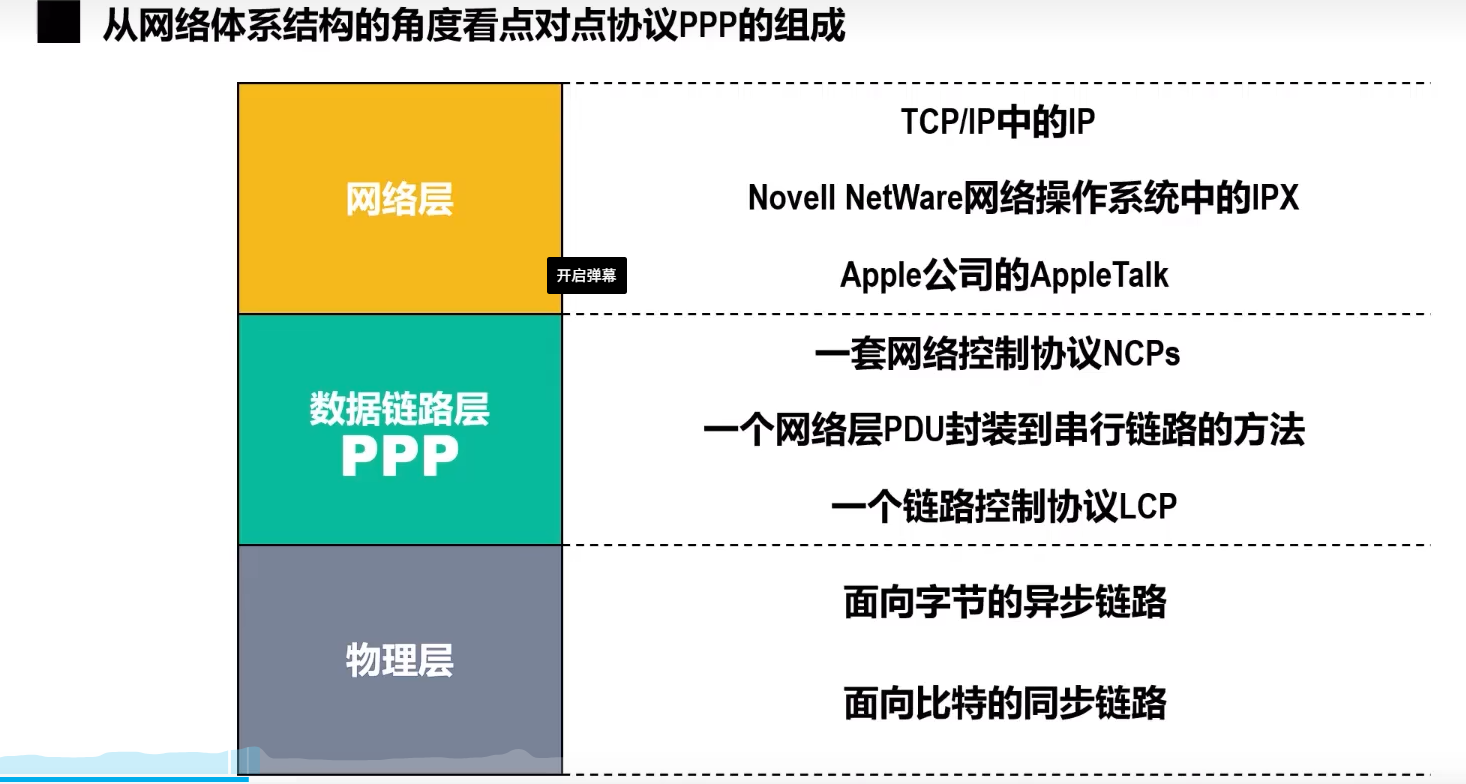 从网络体系结构的角度看点对点协议PPP的组成
网络层
TCP/IP中的IP
Novell NetWare网络操作系统中的IPX
Apple公司的AppleTalk
开启弹幕
数据链路层
PPP
一套网络控制协议NCPs
一个网络层PDU封装到串行链路的方法
一个链路控制协议LCP
物理层
面向字节的异步链路
面向比特的同步链路